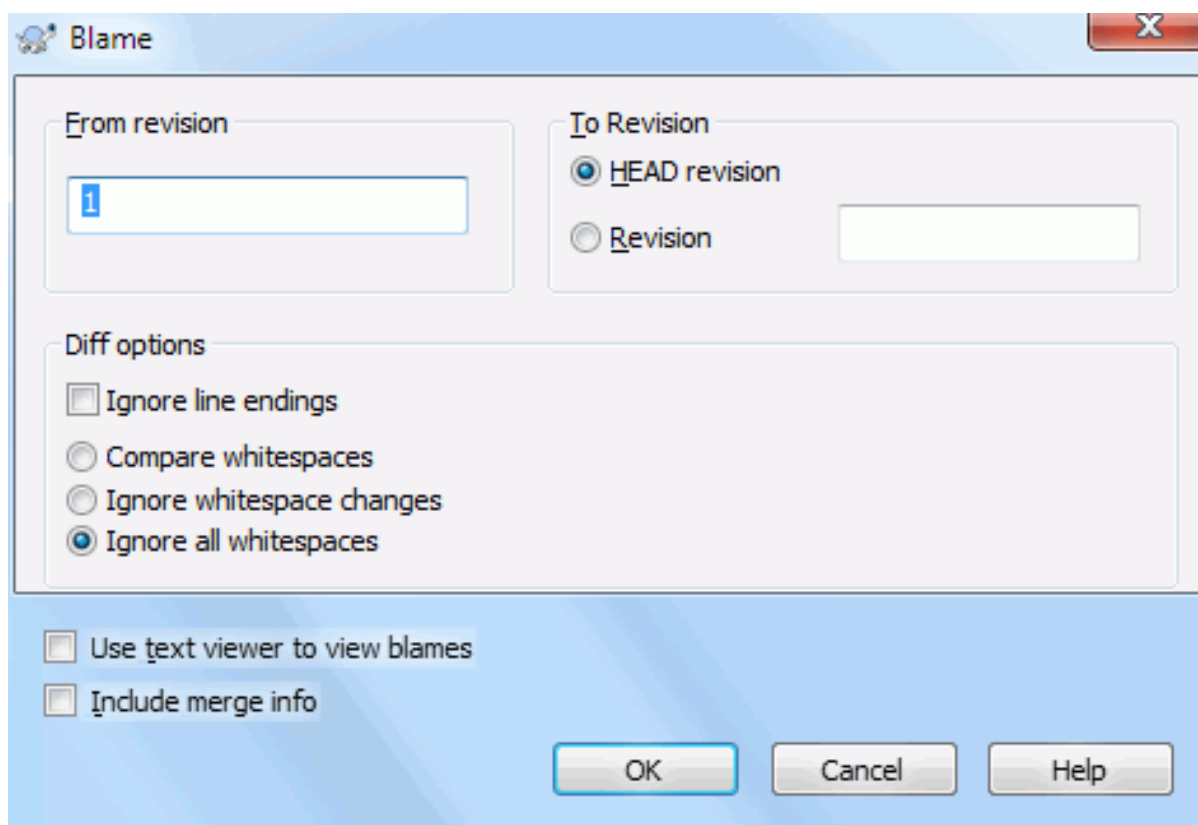 Blame
From revision
1
To Revision
HEAD revision
Revision
Diff options
Ignore line endings
Compare whitespaces
Ignore whitespace changes
Ignore all whitespaces
Use text viewer to view blames
Include merge info
OK Cancel Help